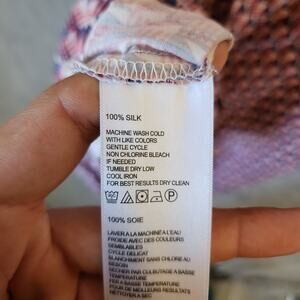 100% SILK
MACHINE WASH COLD
WITH LIKE COLORS
GENTLE CYCLE
NON CHLORINE BLEACH
IF NEEDED
TUMBLE DRY LOW
COOL IRON
FOR BEST RESULTS DRY CLEAN
100% SOIE
LAVER A LA MACHINE A L'EAU
FROIDE AVEC DES COULEURS
SEMBLABLES
CYCLE DELICAT
BLANCHIMENT SANS CHLORE AU
BESOIN
SECHER PAR CULBUTAGE A BASSE
TEMPERATURE
FER A BASSE TEMPERATURE
POUR DE MEILLEURS RESULTATS
NETTOYER A SEC